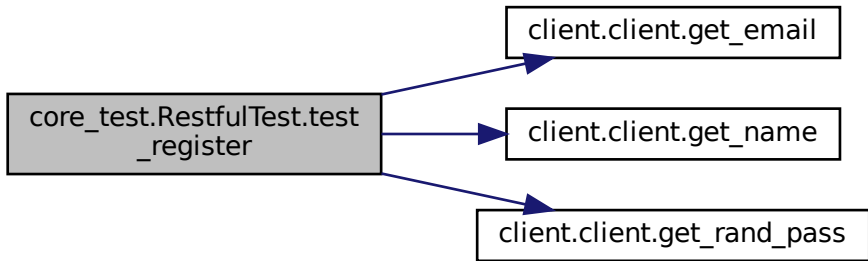 client.client.get_email
core_test.RestfulTest.test
_register
client.client.get_name
client.client.get_rand_pass